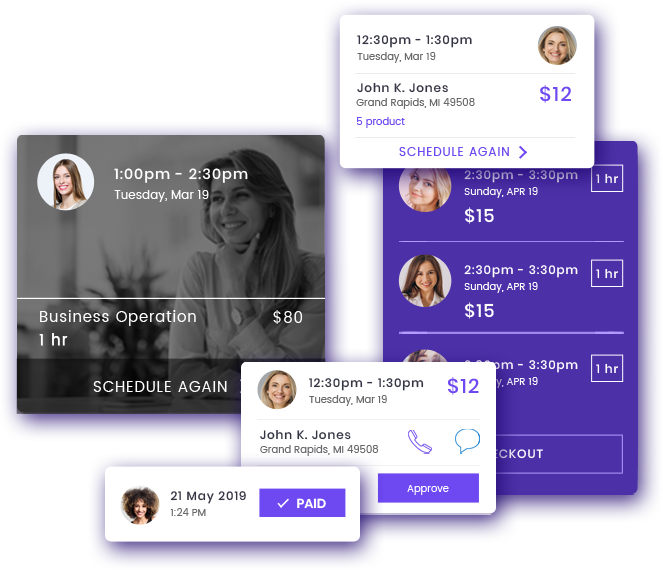 12:30pm - 1:30pm
Tuesday, Mar 19
John K. Jones
Grand Rapids, MI 49508
$12
5 product
SCHEDULE AGAIN
1:00pm - 2:30pm
Tuesday, Mar 19
Business Operation
$80
1 hr
SCHEDULE AGAIN
2:30pm - 3:30pm
1 hr
Sunday, APR 19
$15
2:30pm - 3:30pm
1 hr
Sunday, APR 19
$15
pm - 3:30pm
1 hr
APR 19
ECKOUT
12:30pm - 1:30pm
$12
Tuesday, Mar 19
John K. Jones
Grand Rapids, MI 49508
Approve
21 May 2019
1:24 PM
PAID